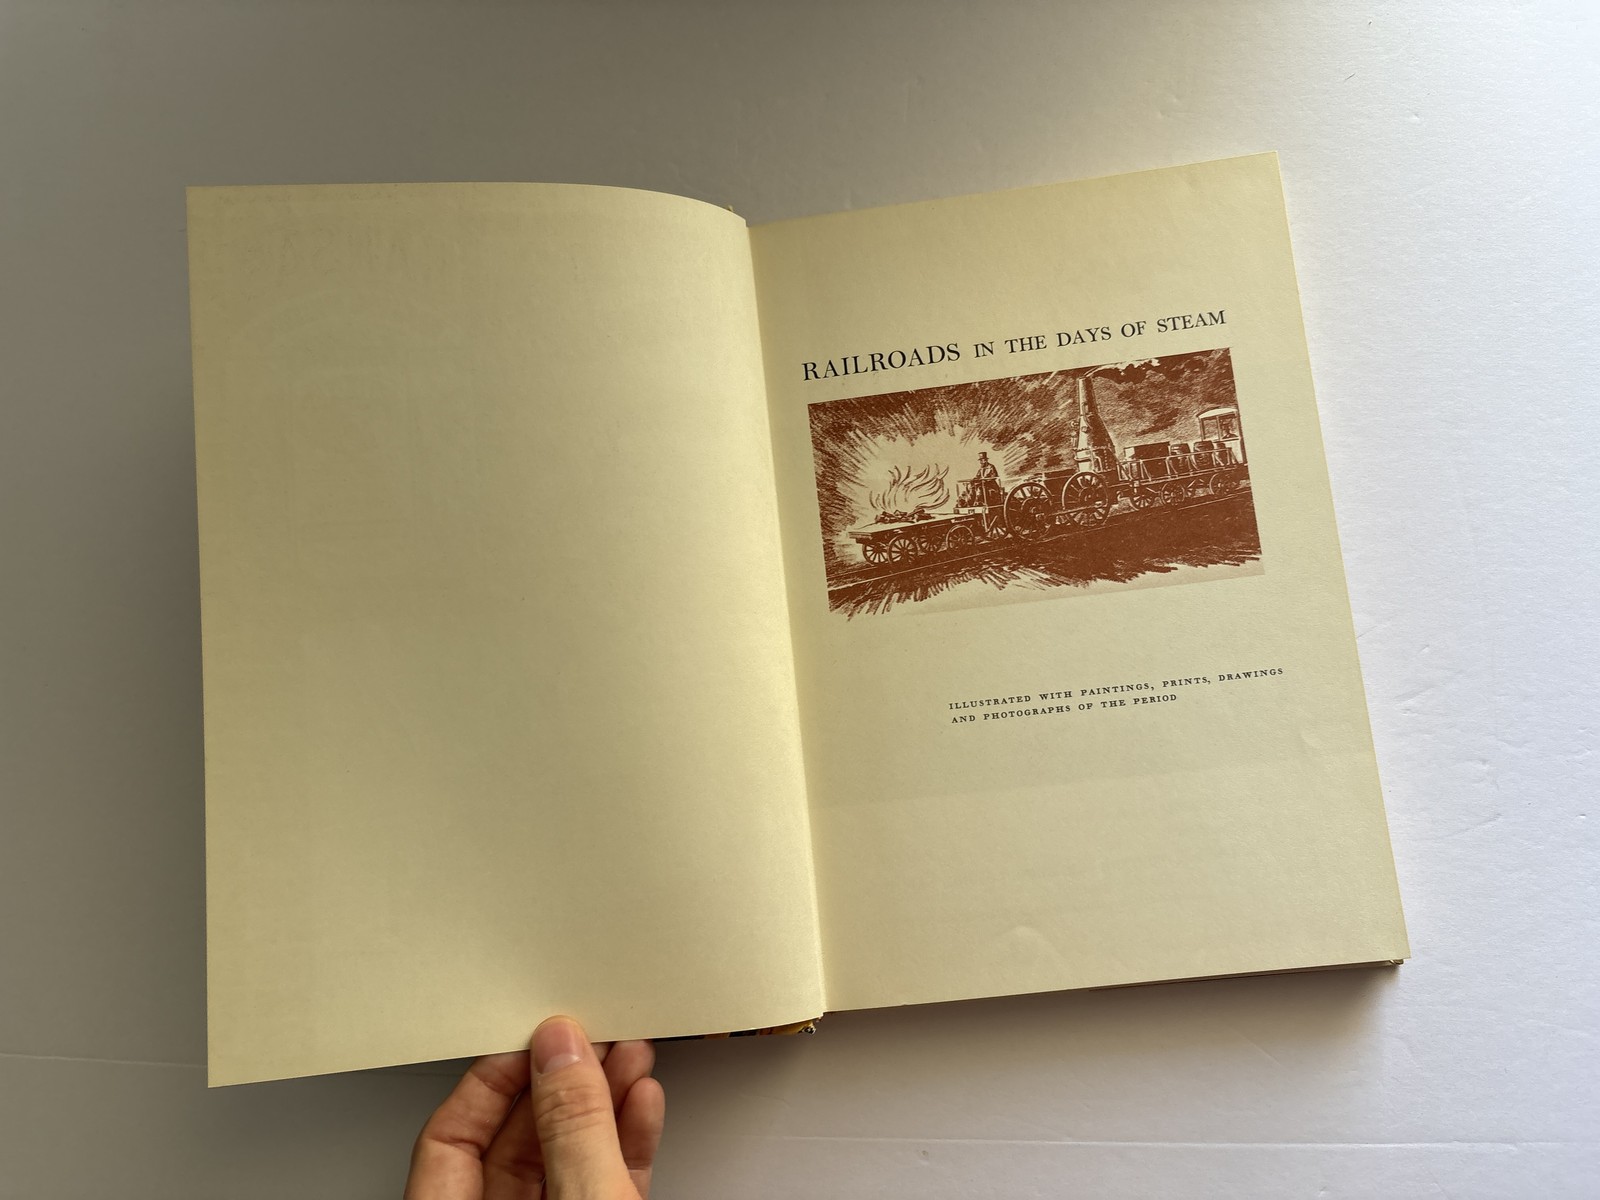 RAILROADS IN THE DAYS OF STEAM
ILLUSTRATED WITH PAINTINGS, PRINTS, DRAWINGS
AND PHOTOGRAPHS OF THE PERIOD